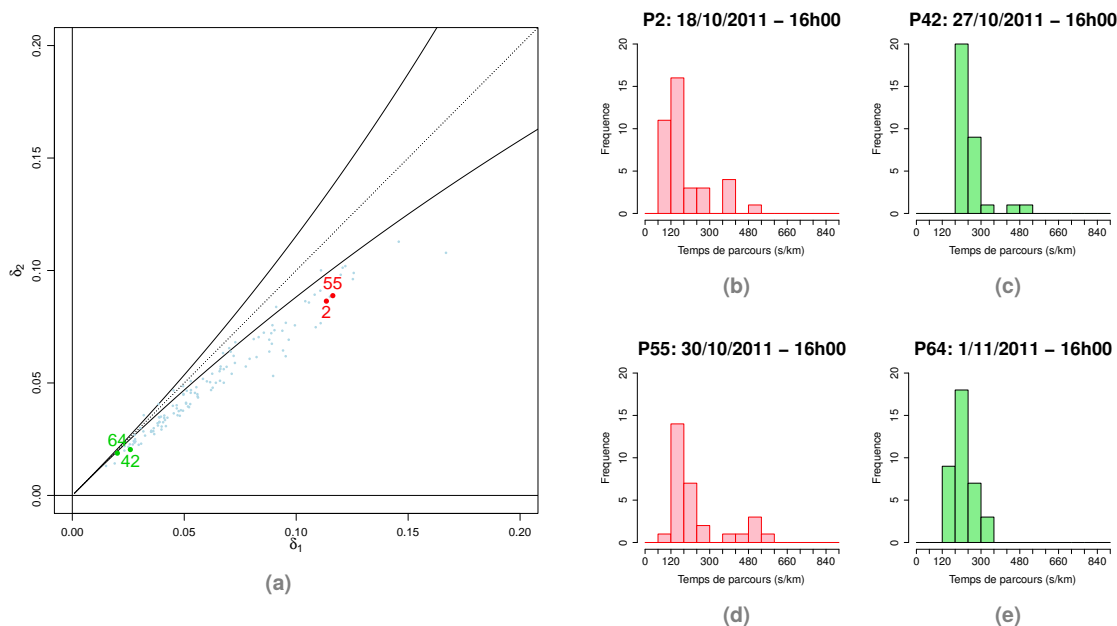 0.20
0.15
0.10
0.05
0.00
δ2
55
2
64
42
0.00 0.05 0.10 0.15 0.20
δ1
(a)
P2: 18/10/2011 − 16h00
20
15
10
5
0
Frequence
0 120 300 480 660 840
Temps de parcours (s/km)
(b)
P42: 27/10/2011 − 16h00
20
15
10
5
0
Frequence
0 120 300 480 660 840
Temps de parcours (s/km)
(c)
P55: 30/10/2011 − 16h00
20
15
10
5
0
Frequence
0 120 300 480 660 840
Temps de parcours (s/km)
(d)
P64: 1/11/2011 − 16h00
20
15
10
5
0
Frequence
0 120 300 480 660 840
Temps de parcours (s/km)
(e)